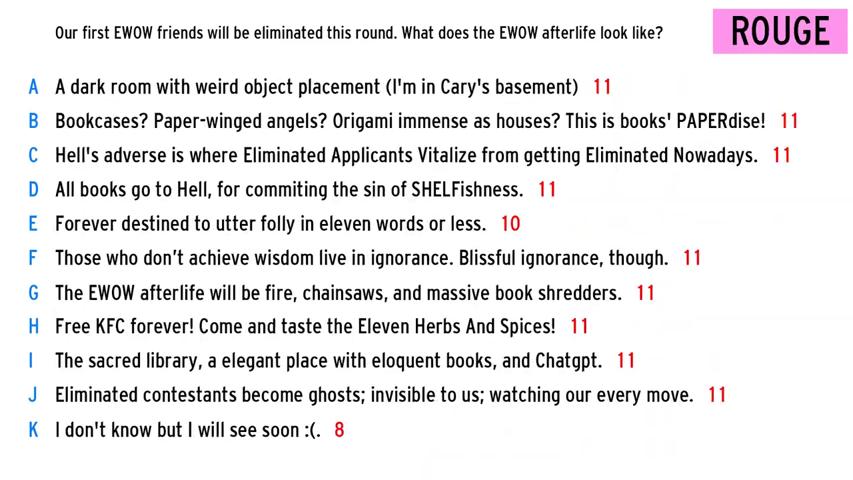 Our first EWOW friends will be eliminated this round. What does the EWOW afterlife look like?
ROUGE
A A dark room with weird object placement (I'm in Cary's basement) 11
B Bookcases? Paper-winged angels? Origami immense as houses? This is books' PAPERdise! 11
C Hell's adverse is where Eliminated Applicants Vitalize from getting Eliminated Nowadays. 11
D All books go to Hell, for commiting the sin of SHELFishness. 11
E Forever destined to utter folly in eleven words or less. 10
F Those who don’t achieve wisdom live in ignorance. Blissful ignorance, though. 11
G The EWOW afterlife will be fire, chainsaws, and massive book shredders. 11
H Free KFC forever! Come and taste the Eleven Herbs And Spices! 11
I The sacred library, a elegant place with eloquent books, and Chatgpt. 11
J Eliminated contestants become ghosts; invisible to us; watching our every move. 11
K I don't know but I will see soon :(. 8